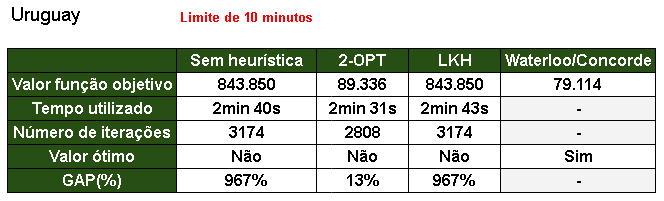 Uruguay
Limite de 10 minutos
Sem heurística 2-OPT LKH Waterloo/Concorde
Valor função objetivo 843.850 89.336 843.850 79.114
Tempo utilizado 2min 40s 2min 31s 2min 43s -
Número de iterações 3174 2808 3174 -
Valor ótimo Não Não Não Sim
GAP(%) 967% 13% 967% -